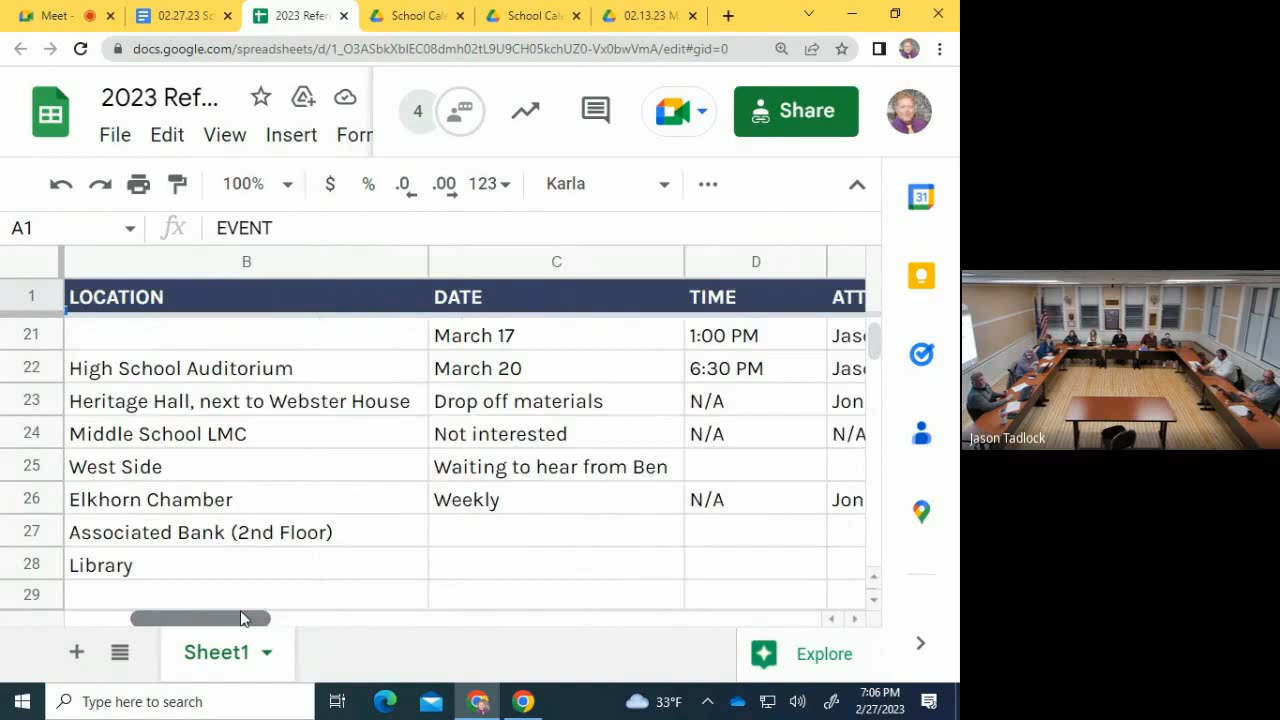 Meet -
02.27.23 Sc
2023 Refer
School Cale
School Cale
02.13.23 M
docs.google.com/spreadsheets/d/1_O3ASbkXbIEC08dmh02tL9U9CH05kchUZ0-Vx0bwVmA/edit#gid=0
2023 Ref...
4
Share
File Edit View Insert Forr
100% $ % .0 .00 123 Karla
31
A1 fx EVENT
B C D
1 LOCATION DATE TIME ATT
21 March 17 1:00 PM Jas
22 High School Auditorium March 20 6:30 PM Jas
23 Heritage Hall, next to Webster House Drop off materials N/A Jon
24 Middle School LMC Not interested N/A N/A
25 West Side Waiting to hear from Ben
26 Elkhorn Chamber Weekly N/A Jon
27 Associated Bank (2nd Floor)
28 Library
29
Jason Tadlock
Sheet1
Explore
Type here to search
33°F
7:06 PM
2/27/2023